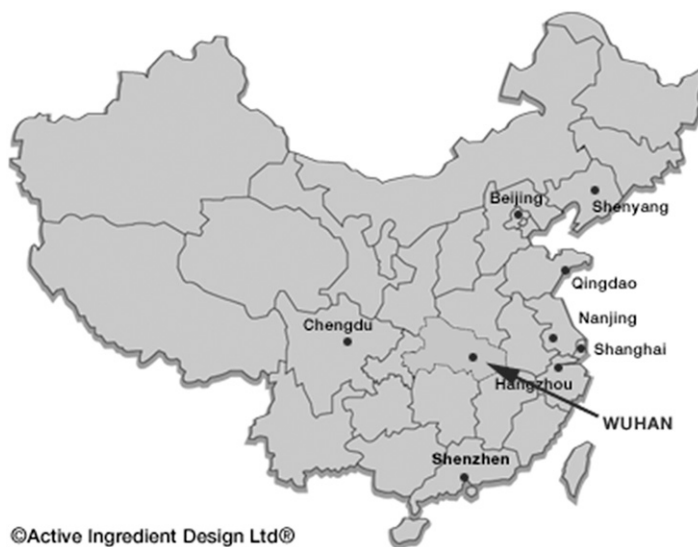 Beijing
Shenyang
Qingdao
Nanjing
Chengdu
Shanghai
Hangzhou
WUHAN
Shenzhen
©Active Ingredient Design Ltd®